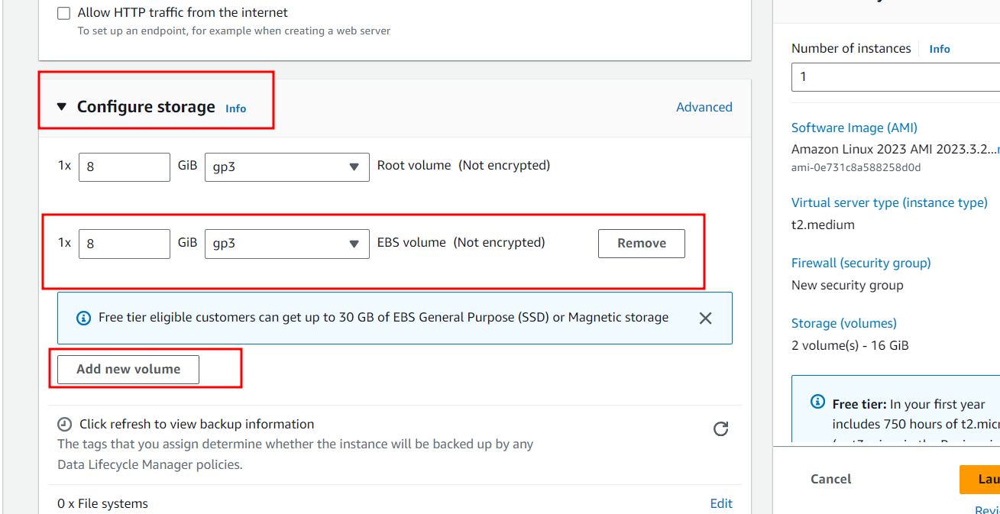 Allow HTTP traffic from the internet
To set up an endpoint, for example when creating a web server
Configure storage Info
Advanced
1x 8 GiB gp3 Root volume (Not encrypted)
1x 8 GiB gp3 EBS volume (Not encrypted) Remove
Free tier eligible customers can get up to 30 GB of EBS General Purpose (SSD) or Magnetic storage
Add new volume
Click refresh to view backup information
The tags that you assign determine whether the instance will be backed up by any
Data Lifecycle Manager policies.
0 x File systems Edit
Number of instances Info
1
Software Image (AMI)
Amazon Linux 2023 AMI 2023.3.2...
ami-0e731c8a588258d0d
Virtual server type (instance type)
t2.medium
Firewall (security group)
New security group
Storage (volumes)
2 volume(s) - 16 GiB
Free tier: In your first year
includes 750 hours of t2.micr
Cancel
Lau
Revi